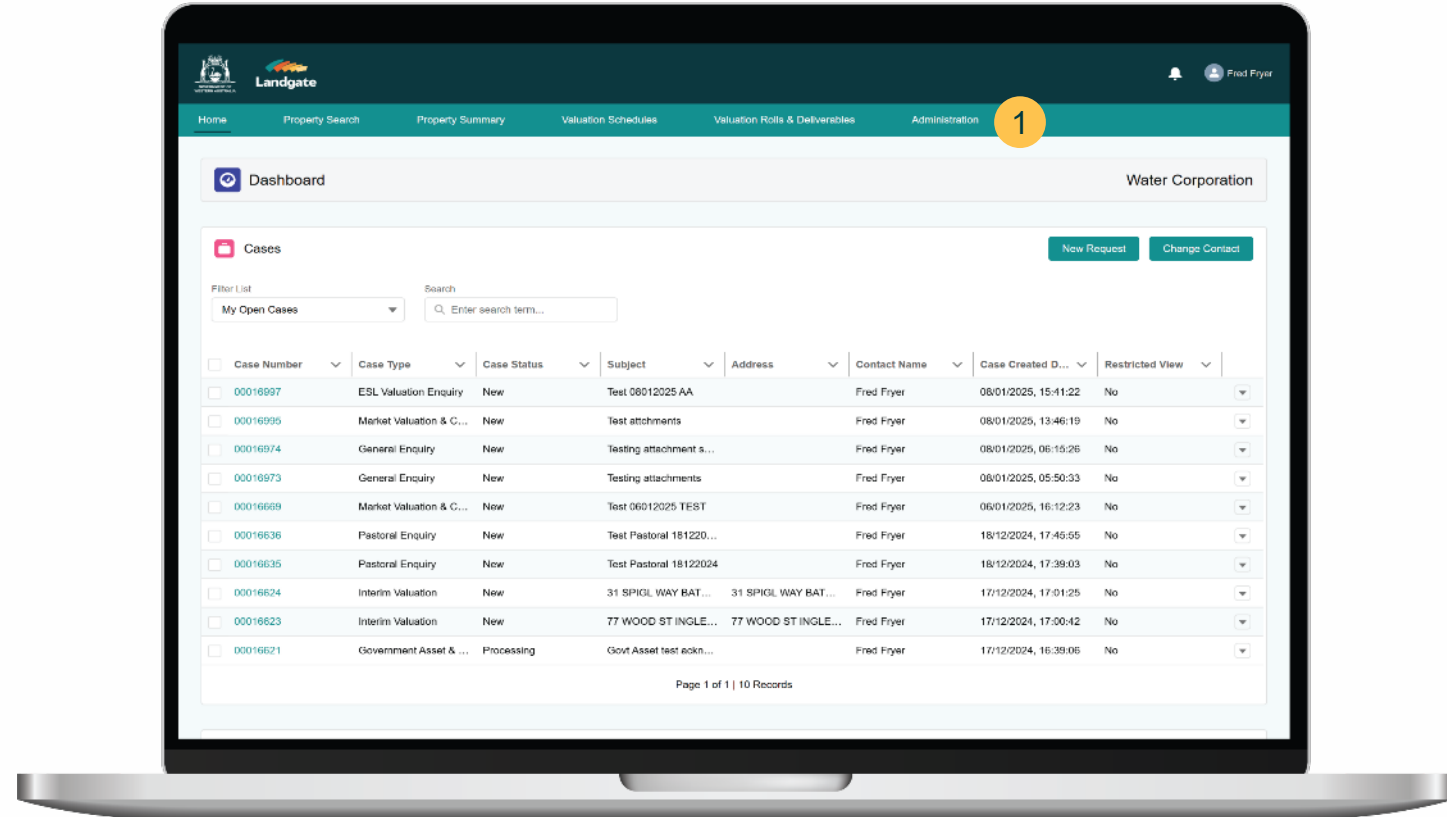 GOVERNMENT OF
WESTERN AUSTRALIA
Landgate
Fred Fryer
Home Property Search Property Summary Valuation Schedules Valuation Rolls & Deliverables Administration 1
Dashboard Water Corporation
Cases New Request Change Contact
Filter List Search
My Open Cases Enter search term...
Case Number Case Type Case Status Subject Address Contact Name Case Created D... Restricted View
00016997 ESL Valuation Enquiry New Test 08012025 AA Fred Fryer 08/01/2025, 15:41:22 No
00016995 Market Valuation & C... New Test attchments Fred Fryer 08/01/2025, 13:46:19 No
00016974 General Enquiry New Testing attachment s... Fred Fryer 08/01/2025, 06:15:26 No
00016973 General Enquiry New Testing attachments Fred Fryer 08/01/2025, 05:50:33 No
00016669 Market Valuation & C... New Test 06012025 TEST Fred Fryer 06/01/2025, 16:12:23 No
00016636 Pastoral Enquiry New Test Pastoral 181220... Fred Fryer 18/12/2024, 17:45:55 No
00016635 Pastoral Enquiry New Test Pastoral 18122024 Fred Fryer 18/12/2024, 17:39:03 No
00016624 Interim Valuation New 31 SPIGL WAY BAT... 31 SPIGL WAY BAT... Fred Fryer 17/12/2024, 17:01:25 No
00016623 Interim Valuation New 77 WOOD ST INGLE... 77 WOOD ST INGLE... Fred Fryer 17/12/2024, 17:00:42 No
00016621 Government Asset & ... Processing Govt Asset test ackn... Fred Fryer 17/12/2024, 16:39:06 No
Page 1 of 1 | 10 Records